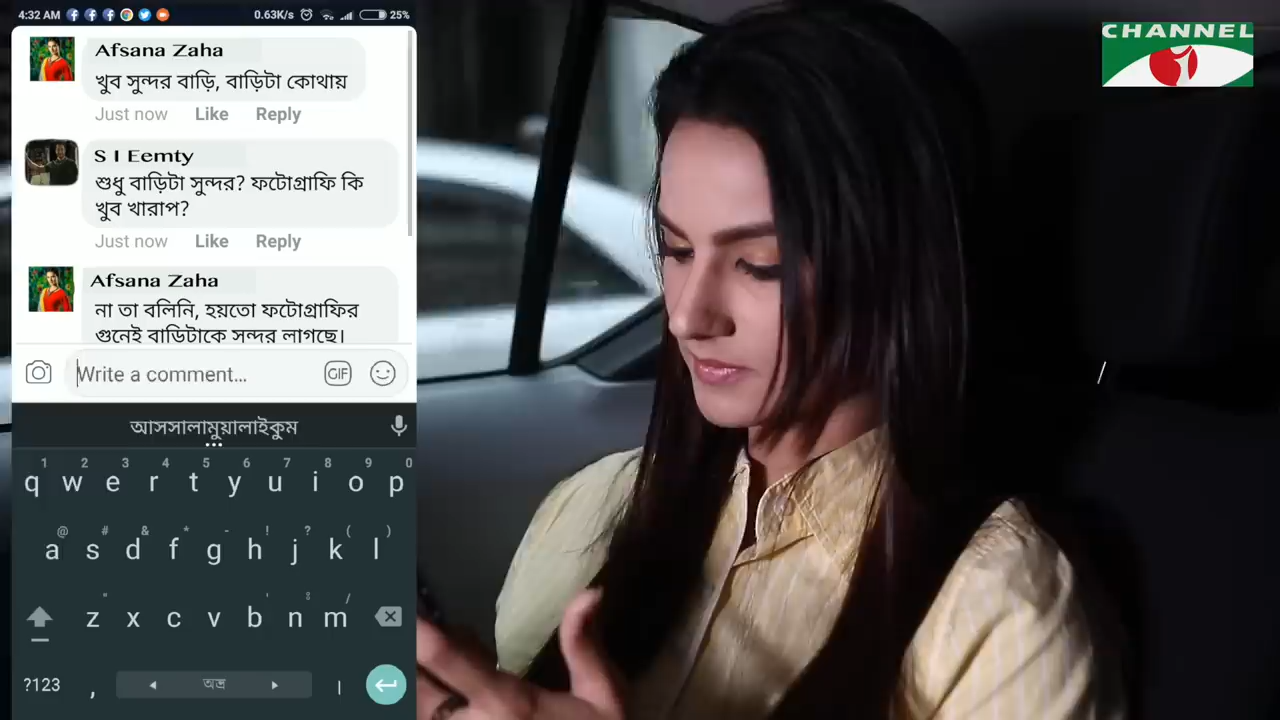 4:32 AM 0.63K/s 25%
CHANNEL
Afsana Zaha
খুব সুন্দর বাড়ি, বাড়িটা কোথায়
Just now Like Reply
S I Eemty
শুধু বাড়িটা সুন্দর? ফটোগ্রাফি কি
খুব খারাপ?
Just now Like Reply
Afsana Zaha
না তা বলিনি, হয়তো ফটোগ্রাফির
গুনেই বাড়িটাকে সুন্দর লাগছে।
Write a comment... GIF
আসসালামুয়ালাইকুম
1 2 3 4 5 6 7 8 9 0
q w e r t y u i o p
@ # & * - ! ? ( )
a s d f g h j k l
z x c v b n m
?123 , অভ্র |